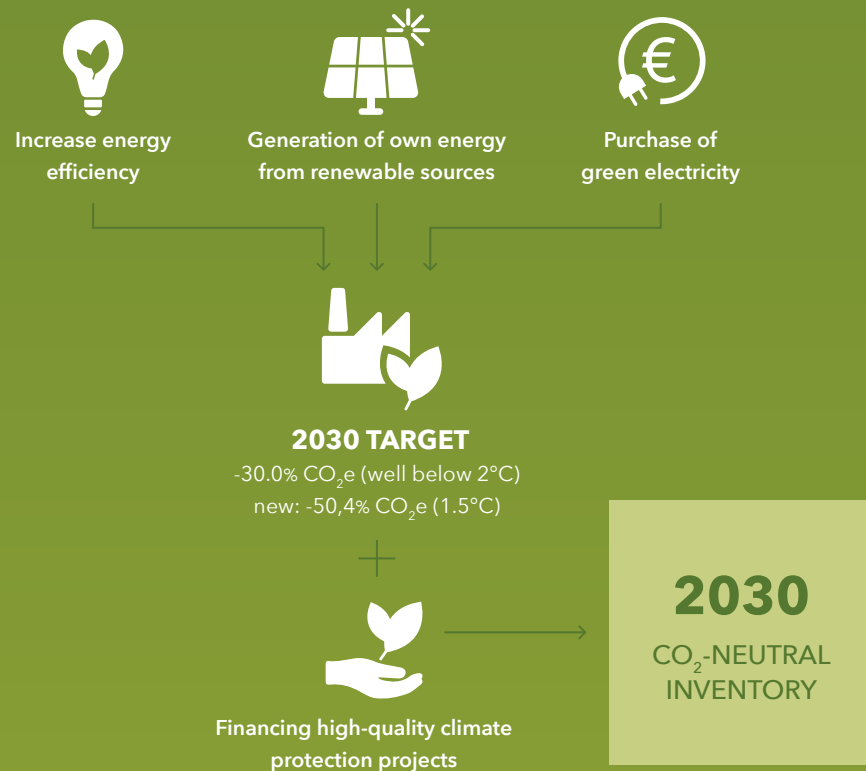 €
Increase energy
efficiency
Generation of own energy
from renewable sources
Purchase of
green electricity
2030 TARGET
-30.0% CO₂e (well below 2°C)
new: -50,4% CO₂e (1.5°C)
+
Financing high-quality climate
protection projects
2030
CO₂-NEUTRAL
INVENTORY